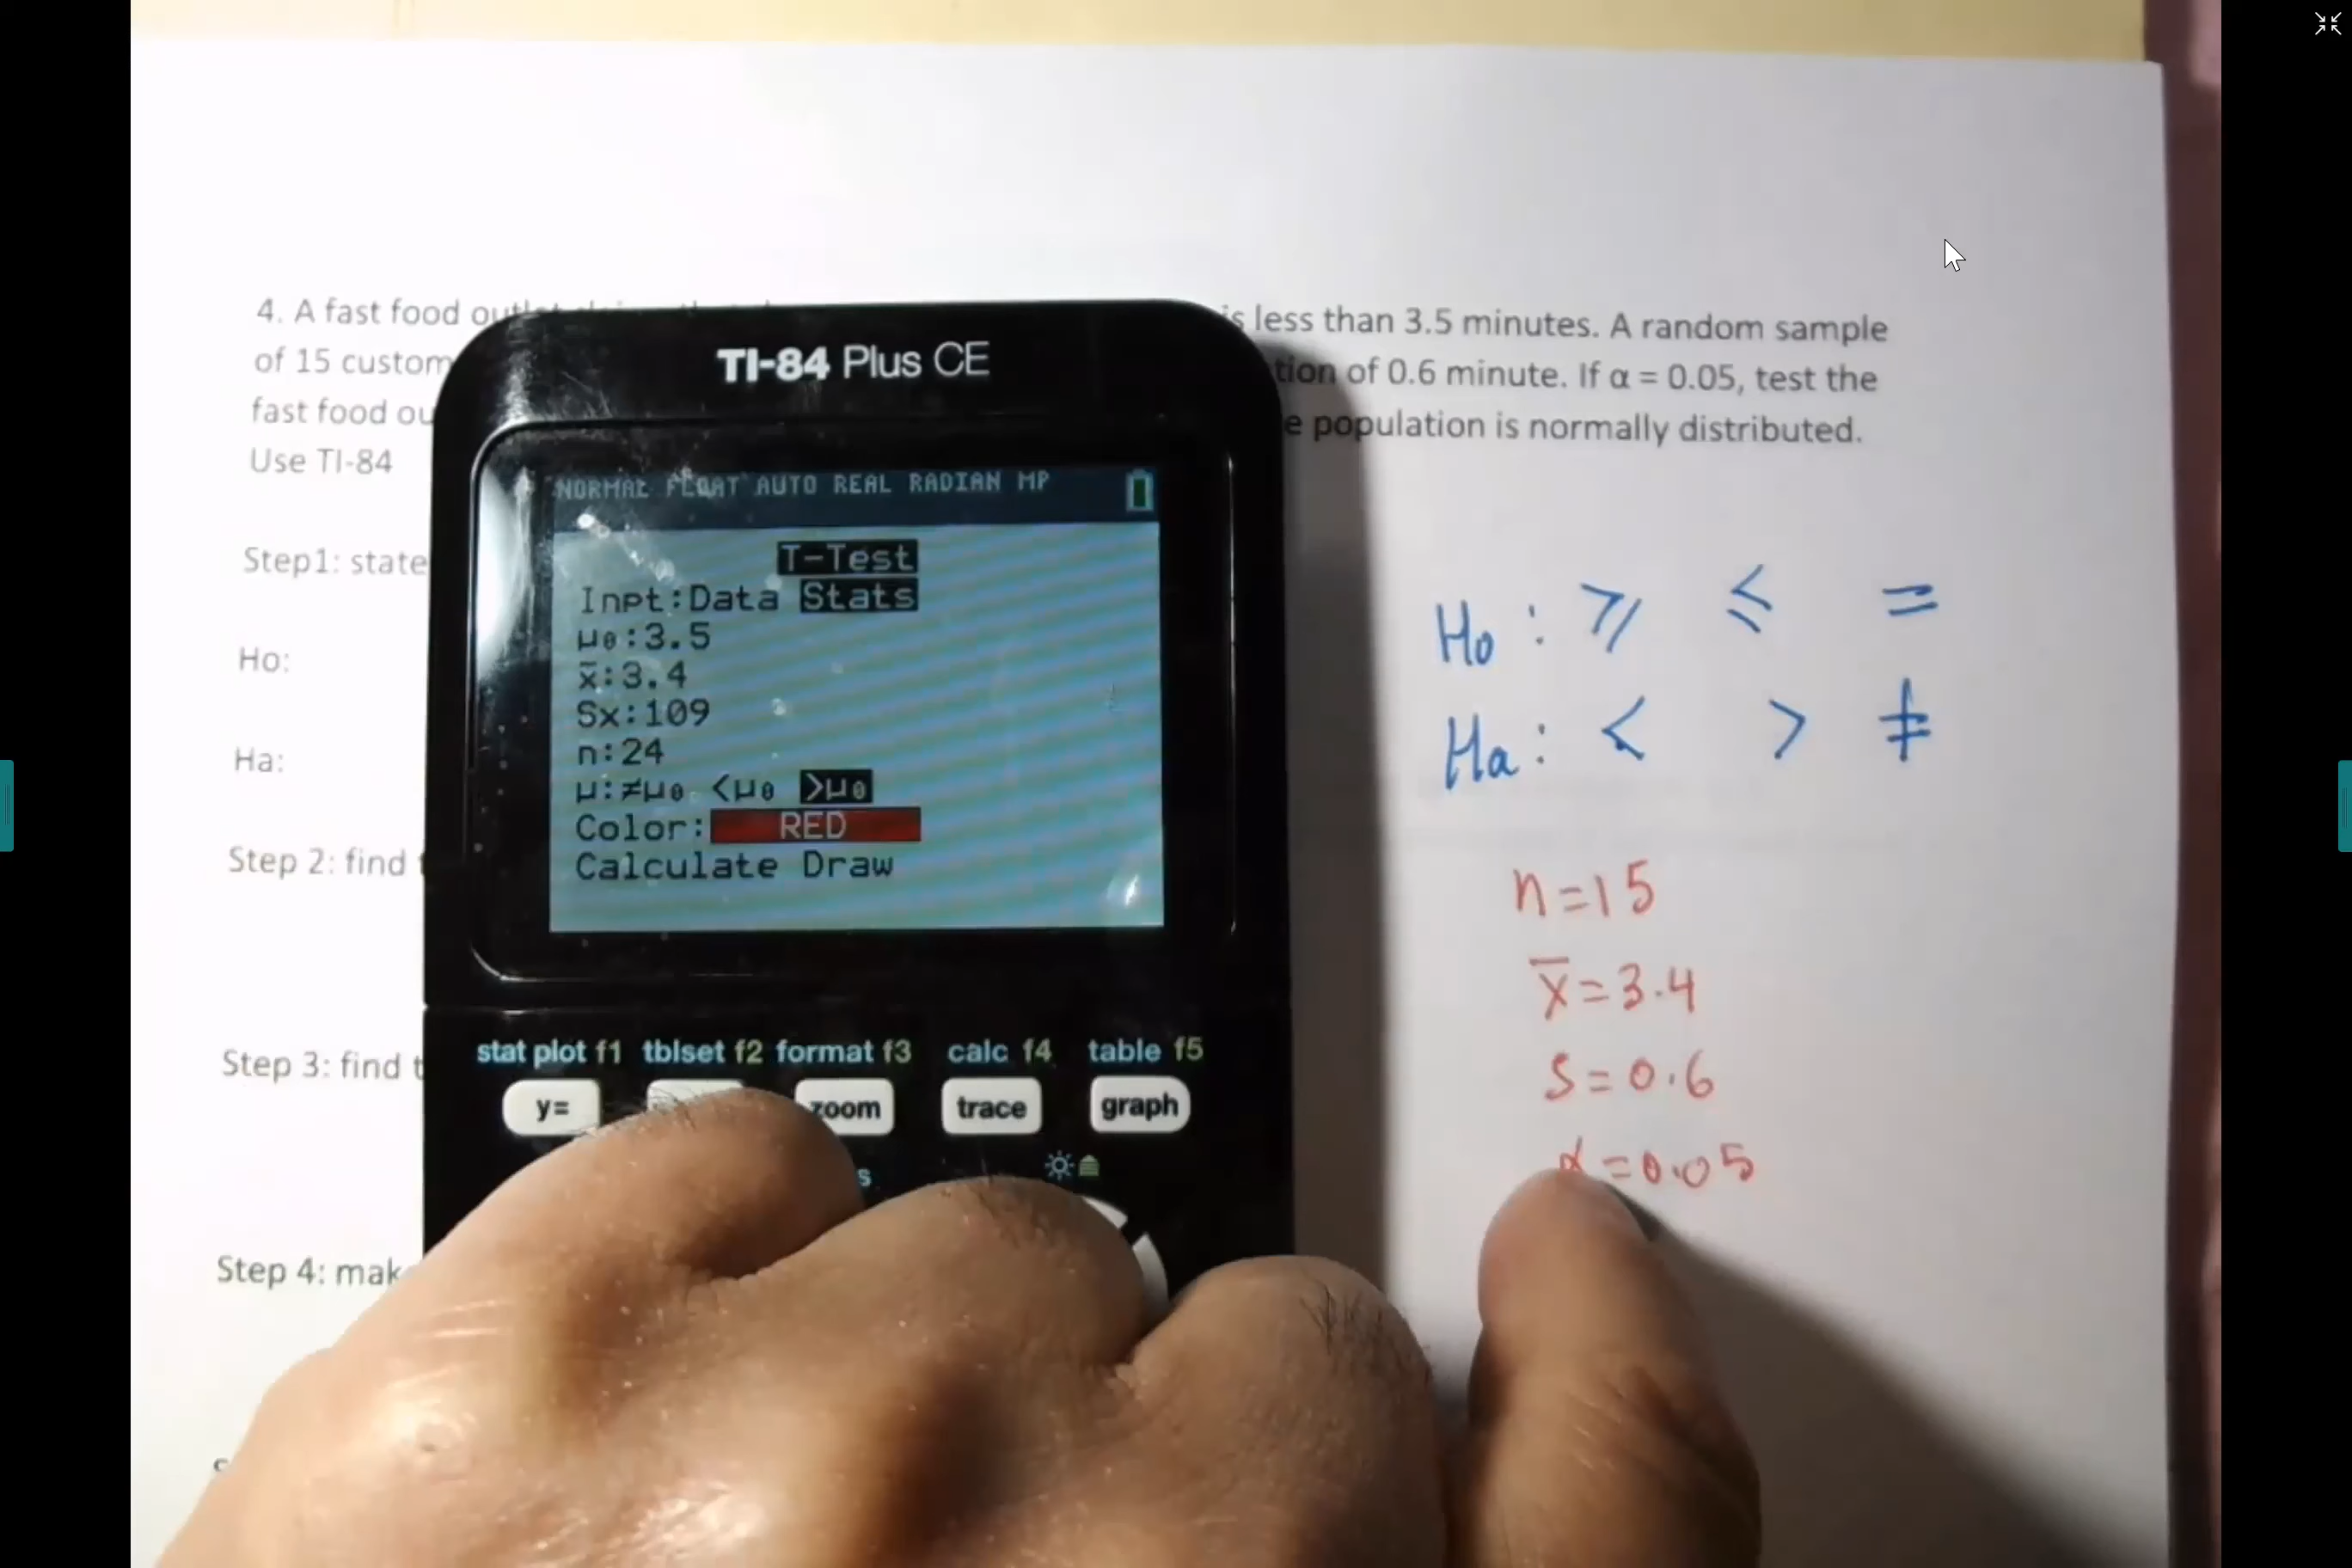 4. A fast food is less than 3.5 minutes. A random sample
of 15 custom tion of 0.6 minute. If α = 0.05, test the
fast food ou e population is normally distributed.
Use TI-84
TI-84 Plus CE
NORMAL FLOAT AUTO REAL RADIAN MP
T-Test
Inpt:Data Stats
μ₀:3.5
x̄:3.4
Sx:109
n:24
μ:≠μ₀ <μ₀ >μ₀
Color: RED
Calculate Draw
Step1: state
Ho:
Ha:
Step 2: find t
Step 3: find t
Step 4: mak
Ho : ≥ ≤ =
Ha : < > ≠
n=15
x̄=3.4
s=0.6
α=0.05
stat plot f1 tblset f2 format f3 calc f4 table f5
y= zoom trace graph